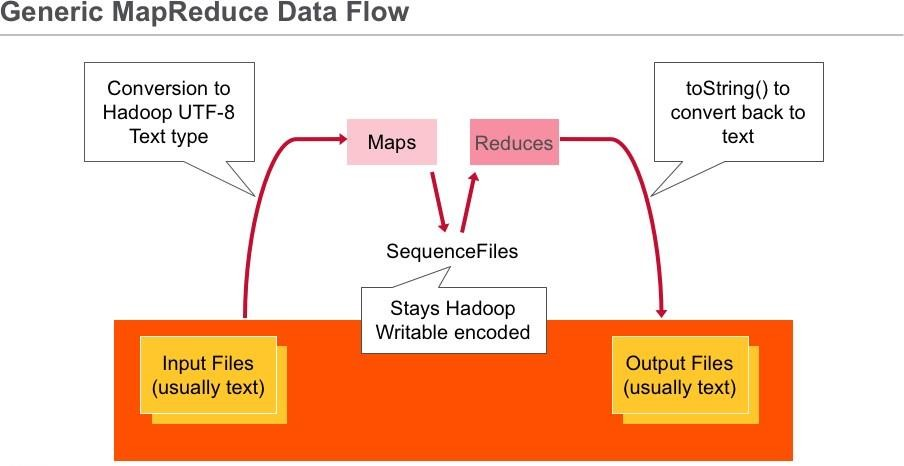 Generic MapReduce Data Flow
Conversion to
Hadoop UTF-8
Text type
toString() to
convert back to
text
Maps
Reduces
SequenceFiles
Stays Hadoop
Writable encoded
Input Files
(usually text)
Output Files
(usually text)